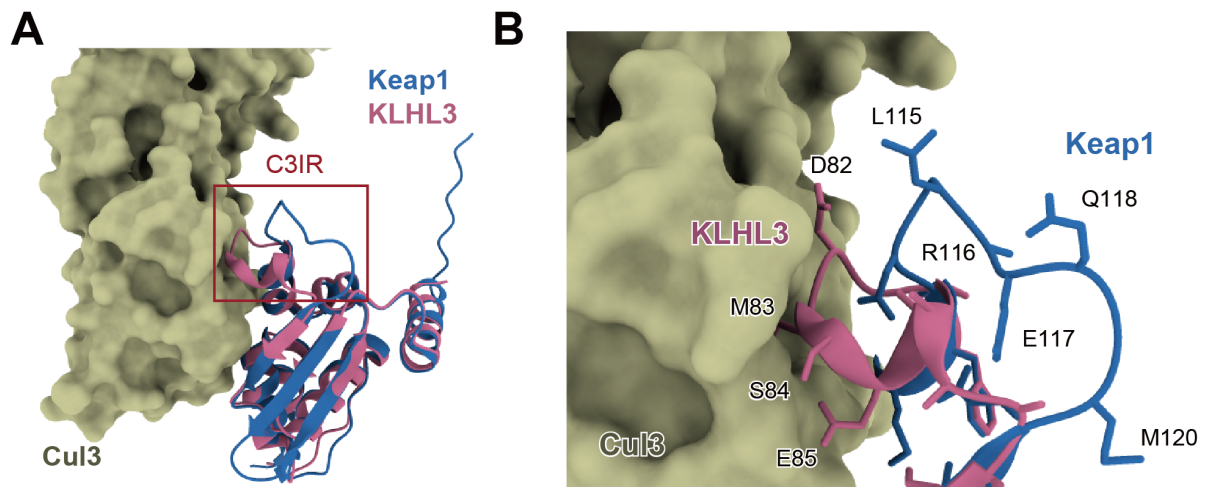 A
Keap1
KLHL3
C3IR
Cul3
B
L115
Keap1
D82
Q118
KLHL3
R116
M83
E117
S84
Cul3
E85
M120